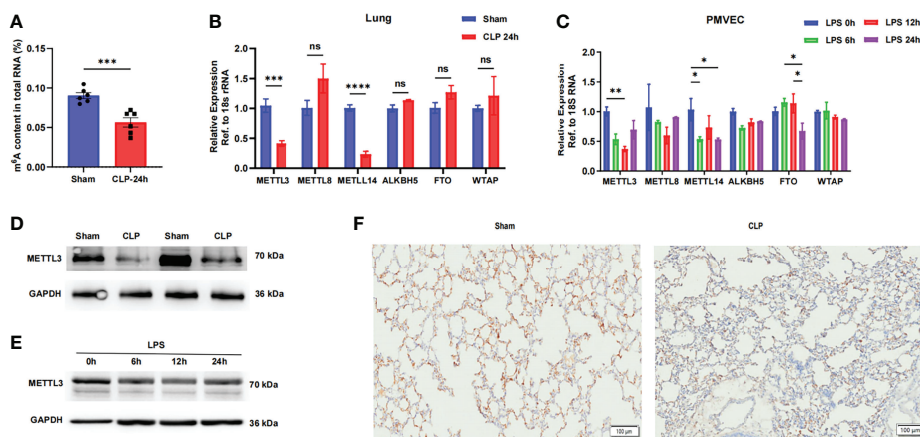 A
m⁶A content in total RNA (%)
0.15
0.10
0.05
0.00
***
Sham
CLP-24h
B
Lung
Sham
CLP 24h
Relative Expression
Ref. to 18s rRNA
2.0
1.5
1.0
0.5
0.0
***
ns
****
ns
ns
ns
METTL3
METTL8
METLL14
ALKBH5
FTO
WTAP
C
PMVEC
LPS 0h
LPS 12h
LPS 6h
LPS 24h
Relative Expression
Ref. to 18S RNA
2.0
1.5
1.0
0.5
0.0
**
*
*
*
*
METTL3
METTL8
METTL14
ALKBH5
FTO
WTAP
D
Sham
CLP
Sham
CLP
METTL3
70 kDa
GAPDH
36 kDa
E
LPS
0h
6h
12h
24h
METTL3
70 kDa
GAPDH
36 kDa
F
Sham
CLP
100 µm
100 µm